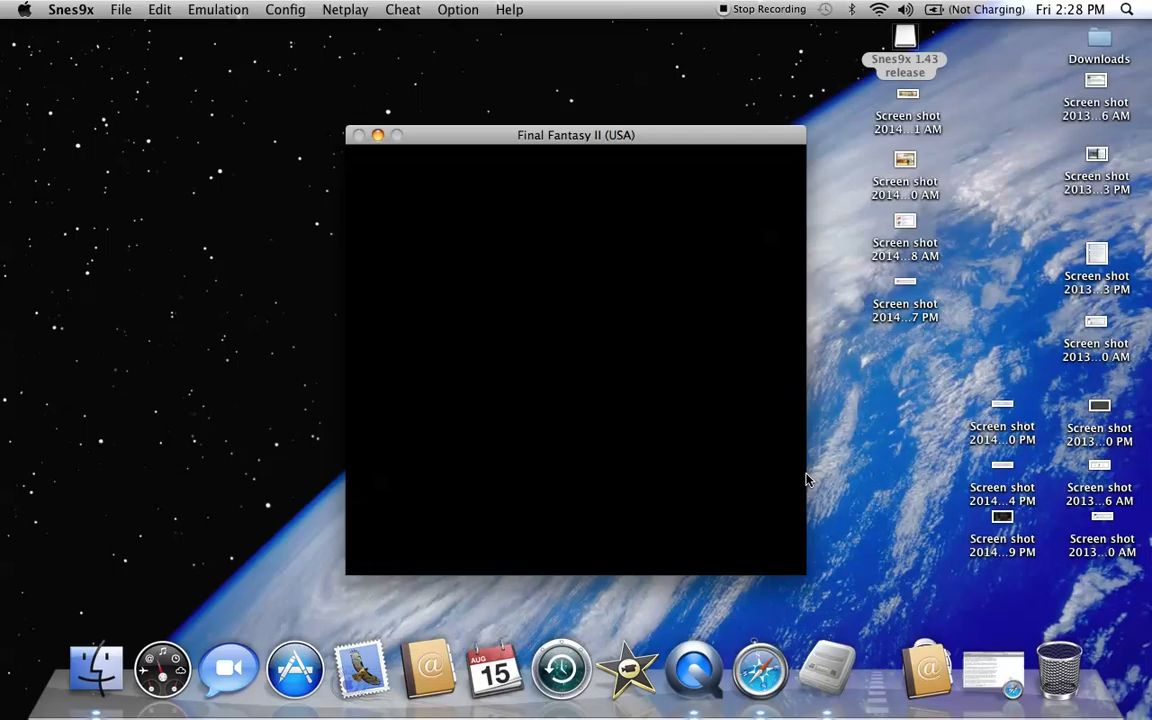 Snes9x File Edit Emulation Config Netplay Cheat Option Help Stop Recording (Not Charging) Fri 2:28 PM
Final Fantasy II (USA)
Snes9x 1.43
release
Screen shot
2014...1 AM
Screen shot
2014...0 AM
Screen shot
2014...8 AM
Screen shot
2014...7 PM
Downloads
Screen shot
2013...6 AM
Screen shot
2013...3 PM
Screen shot
2013...3 PM
Screen shot
2013...0 AM
Screen shot
2014...0 PM
Screen shot
2013...0 PM
Screen shot
2014...4 PM
Screen shot
2013...6 AM
Screen shot
2014...9 PM
Screen shot
2013...0 AM
AUG
15